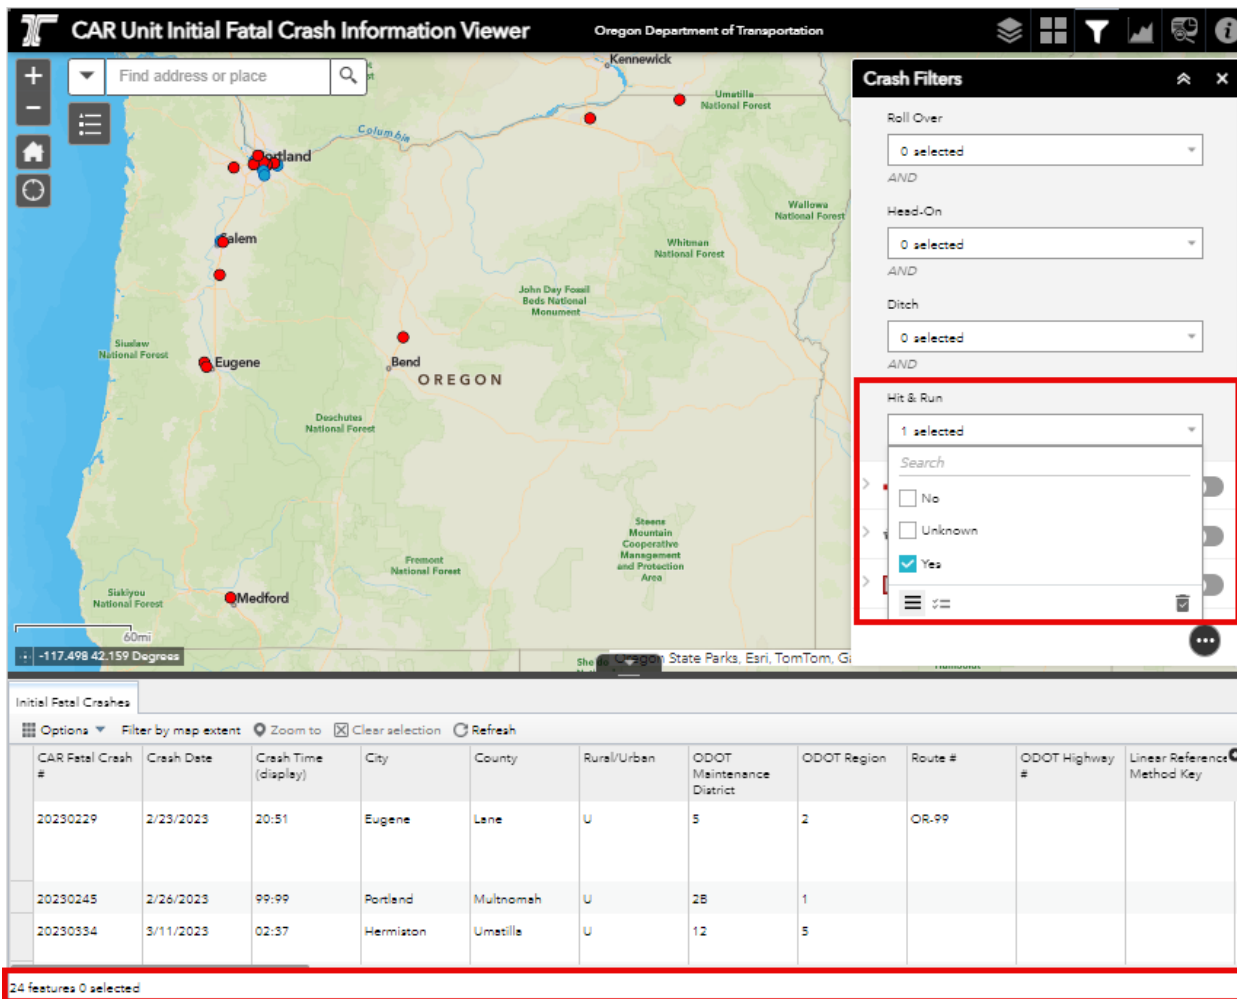 CAR Unit Initial Fatal Crash Information Viewer
Oregon Department of Transportation
Find address or place
Kennewick
Umatilla
National Forest
Columbia
Portland
Wallowa
National Forest
Salem
Whitman
National Forest
John Day Fossil
Beds National
Monument
Siuslaw
National Forest
Eugene
Bend
OREGON
Deschutes
National Forest
Steens
Mountain
Cooperative
Management
and Protection
Area
Fremont
National Forest
Siskiyou
National Forest
Medford
60mi
-117.498 42.159 Degrees
Oregon State Parks, Esri, TomTom, Ga
Crash Filters
Roll Over
0 selected
AND
Head-On
0 selected
AND
Ditch
0 selected
AND
Hit & Run
1 selected
Search
No
Unknown
Yes
Initial Fatal Crashes
Options Filter by map extent Zoom to Clear selection Refresh
CAR Fatal Crash # Crash Date Crash Time (display) City County Rural/Urban ODOT Maintenance District ODOT Region Route # ODOT Highway # Linear Reference Method Key
20230229 2/23/2023 20:51 Eugene Lane U 5 2 OR-99
20230245 2/26/2023 99:99 Portland Multnomah U 2B 1
20230334 3/11/2023 02:37 Hermiston Umatilla U 12 5
24 features 0 selected